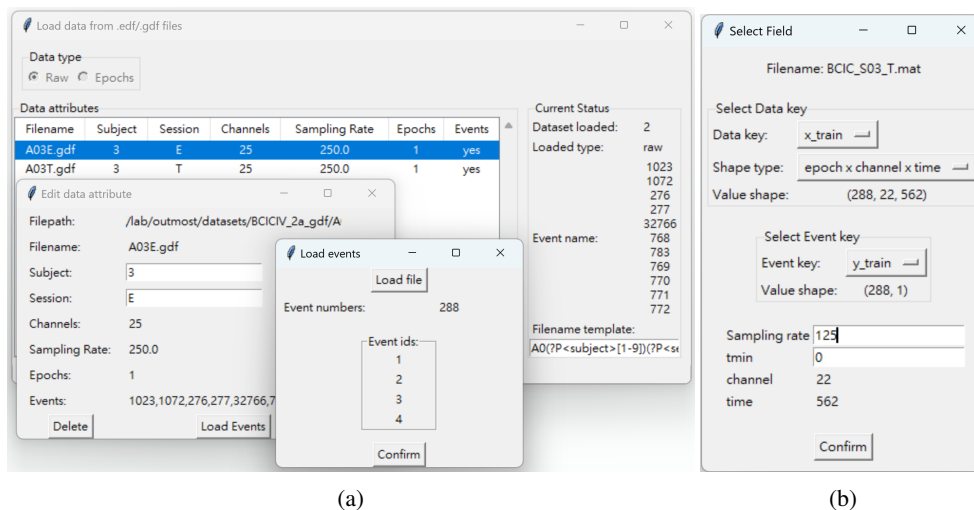 Load data from .edf/.gdf files
Data type
Raw Epochs
Data attributes
Filename Subject Session Channels Sampling Rate Epochs Events
A03E.gdf 3 E 25 250.0 1 yes
A03T.gdf 3 T 25 250.0 1 yes
Current Status
Dataset loaded: 2
Loaded type: raw
1023
1072
276
277
32766
Event name: 768
783
769
770
771
772
Filename template:
A0(?P<subject>[1-9])(?P<se
Edit data attribute
Filepath: /lab/outmost/datasets/BCICIV_2a_gdf/A
Filename: A03E.gdf
Subject: 3
Session: E
Channels: 25
Sampling Rate: 250.0
Epochs: 1
Events: 1023,1072,276,277,32766,7
Delete Load Events
Load events
Load file
Event numbers: 288
Event ids:
1
2
3
4
Confirm
(a)
Select Field
Filename: BCIC_S03_T.mat
Select Data key
Data key: x_train
Shape type: epoch x channel x time
Value shape: (288, 22, 562)
Select Event key
Event key: y_train
Value shape: (288, 1)
Sampling rate 125
tmin 0
channel 22
time 562
Confirm
(b)